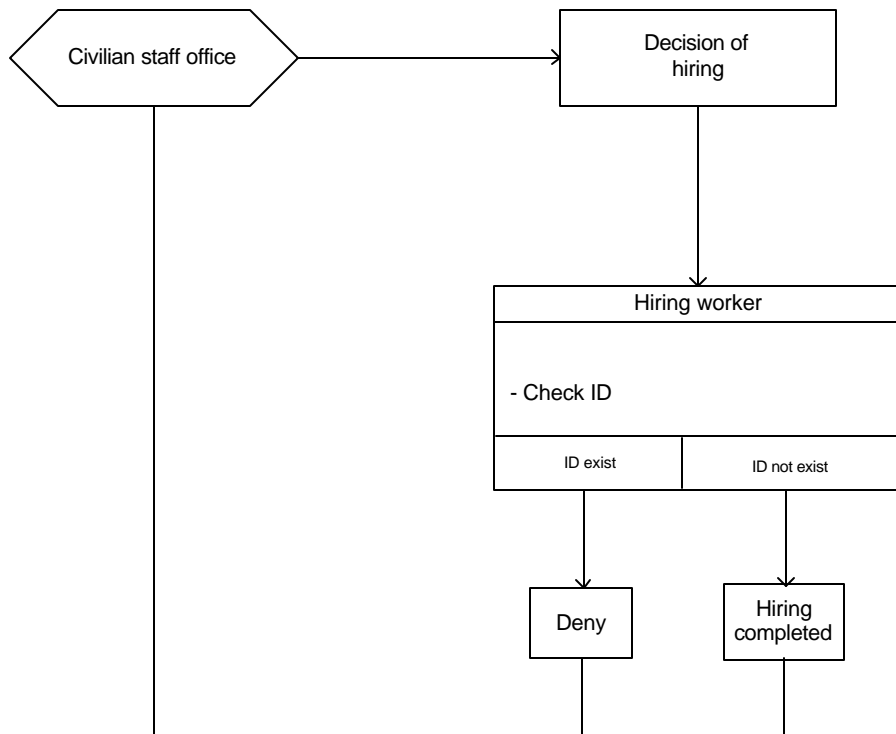 Civilian staff office
Decision of
hiring
Hiring worker
- Check ID
ID exist
ID not exist
Deny
Hiring
completed